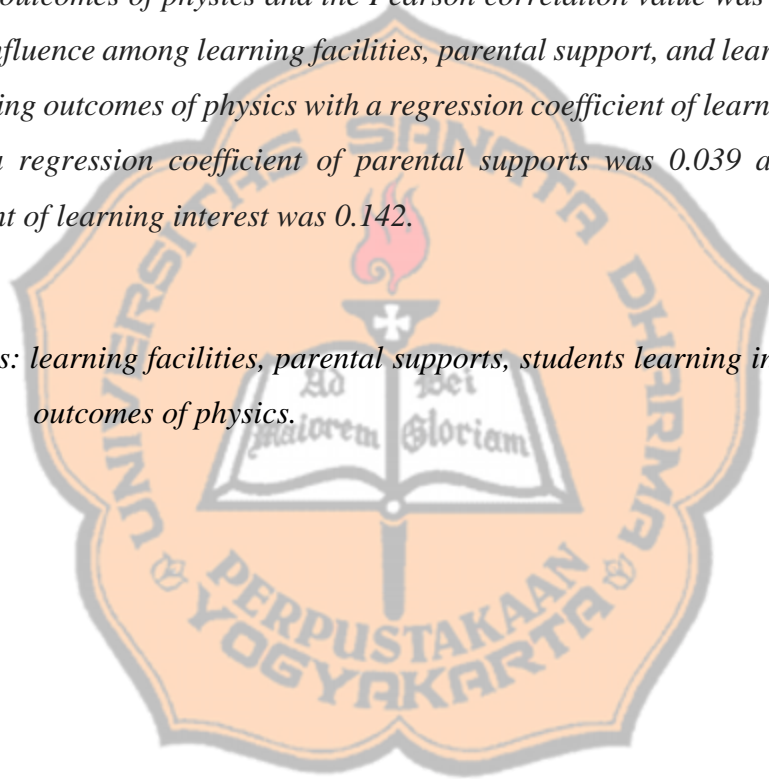 outcomes of physics and the Pearson correlation value was
nfluence among learning facilities, parental support, and lear
ing outcomes of physics with a regression coefficient of learn
regression coefficient of parental supports was 0.039 a
nt of learning interest was 0.142.
s: learning facilities, parental supports, students learning in
outcomes of physics.
UNIVERSITAS SANATA DHARMA
Ad Dei
Maiorem Gloriam
PERPUSTAKAAN
YOGYAKARTA